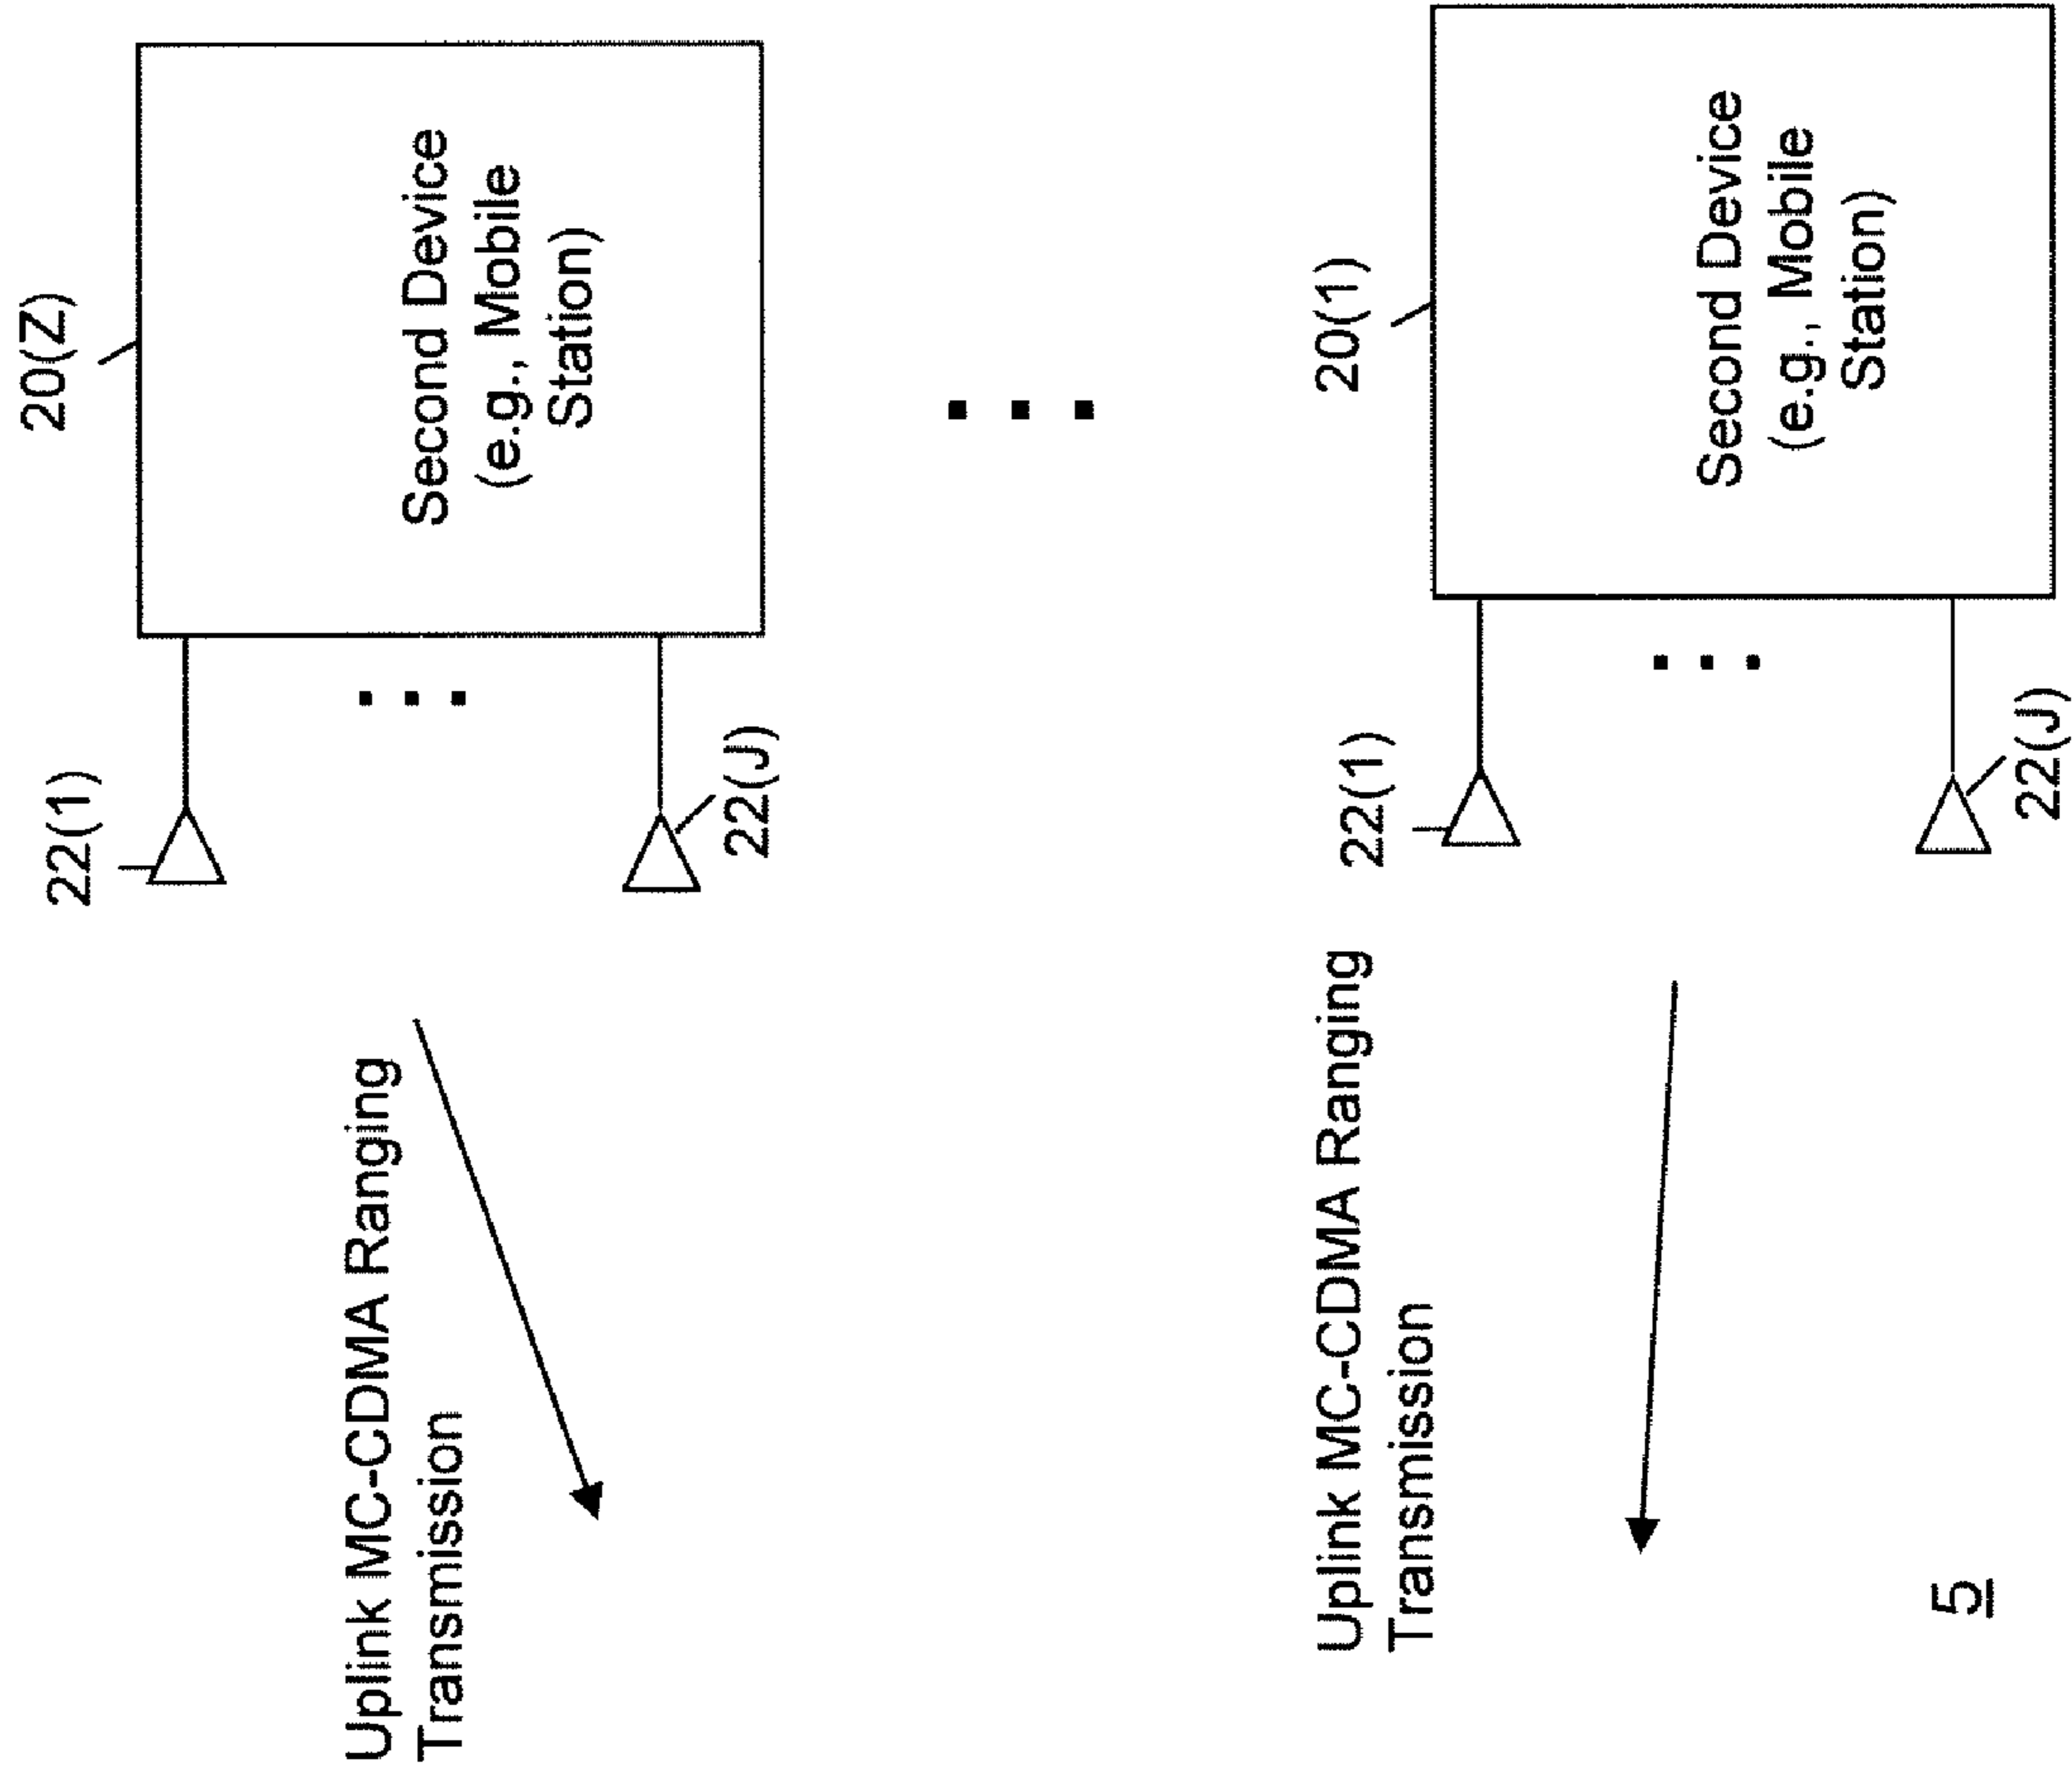 20(Z)
Second Device
(e.g., Mobile
Station)
22(1)
22(J)
Uplink MC-CDMA Ranging
Transmission
20(1)
Second Device
(e.g., Mobile
Station)
22(1)
22(J)
Uplink MC-CDMA Ranging
Transmission
5